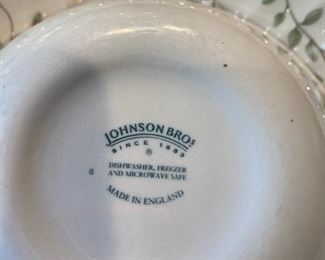 JOHNSON BROS
SINCE 1883
®
DISHWASHER, FREEZER
AND MICROWAVE SAFE
6
MADE IN ENGLAND